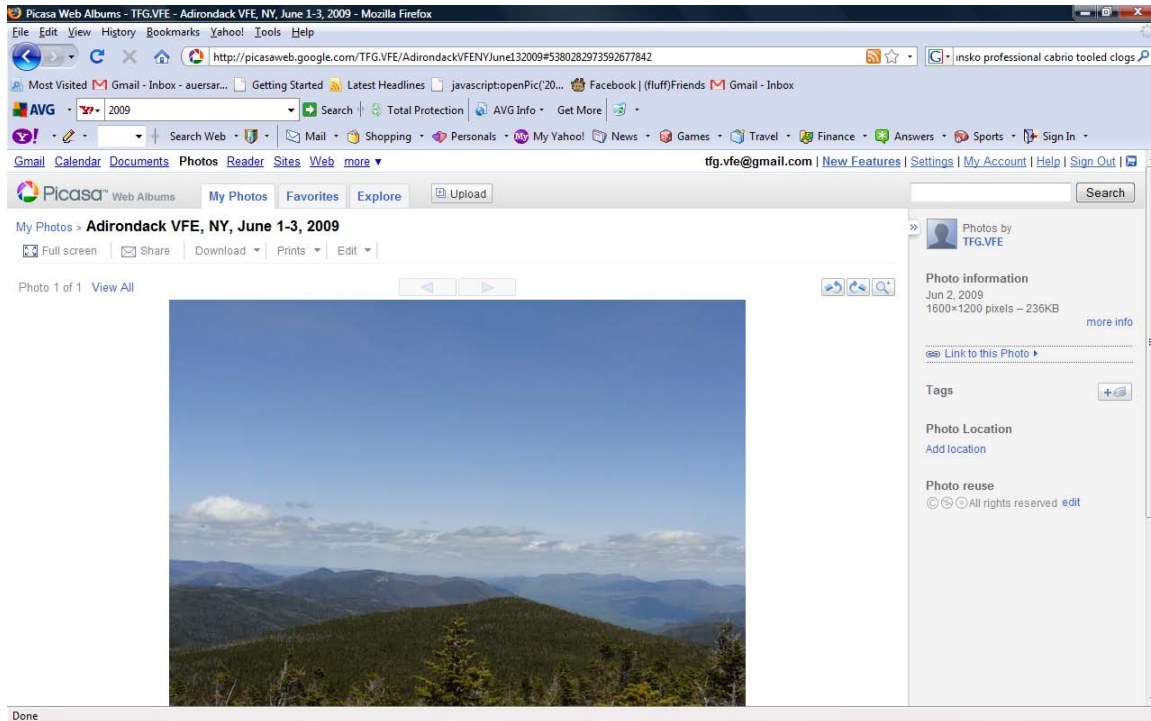 Picasa Web Albums - TFG.VFE - Adirondack VFE, NY, June 1-3, 2009 - Mozilla Firefox
File Edit View History Bookmarks Yahoo! Tools Help
http://picasaweb.google.com/TFG.VFE/AdirondackVFENYJune132009#5380282973592677842
G nsko professional cabrio tooled clogs
Most Visited Gmail - Inbox - auersar... Getting Started Latest Headlines javascript:openPic('20... Facebook | (fluff)Friends Gmail - Inbox
AVG Y! 2009 Search Total Protection AVG Info Get More
Y! Search Web Mail Shopping Personals My Yahoo! News Games Travel Finance Answers Sports Sign In
Gmail Calendar Documents Photos Reader Sites Web more ▼ tfg.vfe@gmail.com | New Features | Settings | My Account | Help | Sign Out |
Picasa™ Web Albums My Photos Favorites Explore Upload Search
My Photos > Adirondack VFE, NY, June 1-3, 2009
Full screen Share Download Prints Edit
Photo 1 of 1 View All
Photos by
TFG.VFE
Photo information
Jun 2, 2009
1600×1200 pixels – 236KB
more info
Link to this Photo
Tags
Photo Location
Add location
Photo reuse
All rights reserved edit
Done